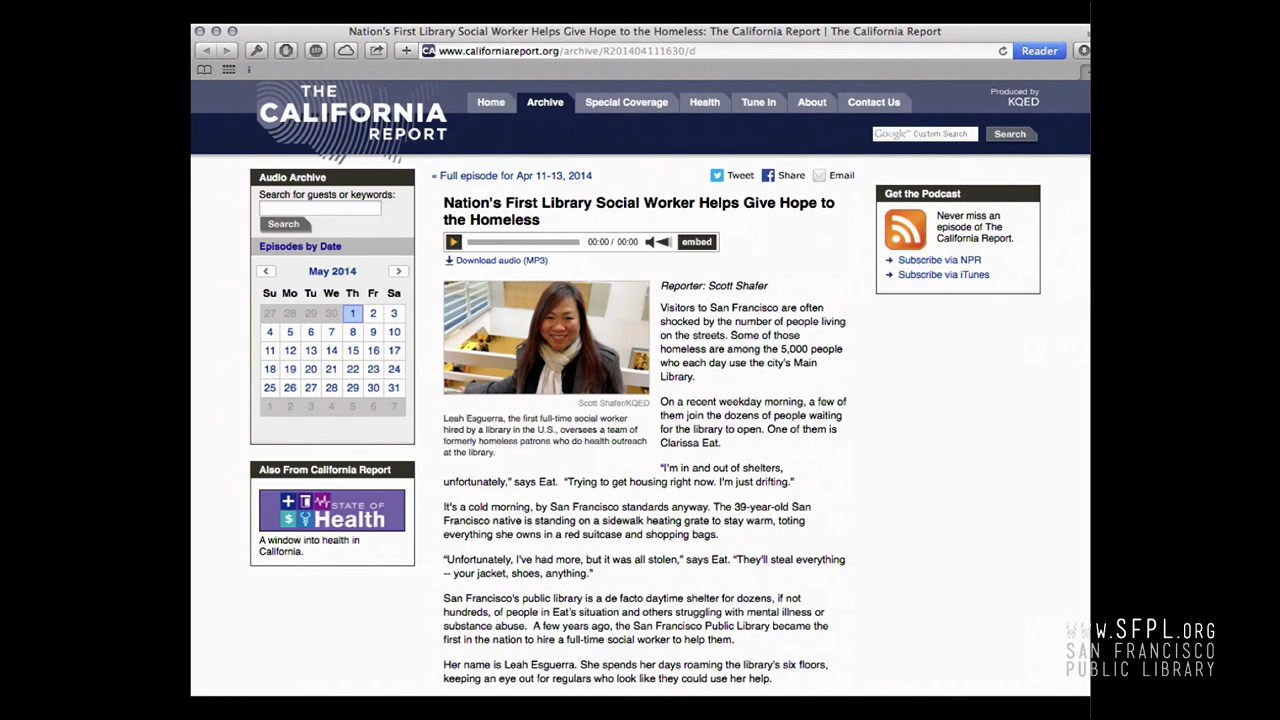 Nation's First Library Social Worker Helps Give Hope to the Homeless: The California Report | The California Report
www.californiareport.org/archive/R201404111630/d
Reader
THE
CALIFORNIA
REPORT
Home
Archive
Special Coverage
Health
Tune In
About
Contact Us
Produced by
KQED
Google™ Custom Search
Search
Audio Archive
Search for guests or keywords:
Search
Episodes by Date
< May 2014 >
Su Mo Tu We Th Fr Sa
27 28 29 30 1 2 3
4 5 6 7 8 9 10
11 12 13 14 15 16 17
18 19 20 21 22 23 24
25 26 27 28 29 30 31
1 2 3 4 5 6 7
Also From California Report
STATE OF
Health
A window into health in
California.
« Full episode for Apr 11-13, 2014
Tweet
Share
Email
Nation's First Library Social Worker Helps Give Hope to
the Homeless
00:00 / 00:00
embed
Download audio (MP3)
Scott Shafer/KQED
Leah Esguerra, the first full-time social worker
hired by a library in the U.S., oversees a team of
formerly homeless patrons who do health outreach
at the library.
Reporter: Scott Shafer
Visitors to San Francisco are often
shocked by the number of people living
on the streets. Some of those
homeless are among the 5,000 people
who each day use the city's Main
Library.
On a recent weekday morning, a few of
them join the dozens of people waiting
for the library to open. One of them is
Clarissa Eat.
"I'm in and out of shelters,
unfortunately," says Eat. "Trying to get housing right now. I'm just drifting."
It's a cold morning, by San Francisco standards anyway. The 39-year-old San
Francisco native is standing on a sidewalk heating grate to stay warm, toting
everything she owns in a red suitcase and shopping bags.
"Unfortunately, I've had more, but it was all stolen," says Eat. "They'll steal everything
-- your jacket, shoes, anything."
San Francisco's public library is a de facto daytime shelter for dozens, if not
hundreds, of people in Eat's situation and others struggling with mental illness or
substance abuse. A few years ago, the San Francisco Public Library became the
first in the nation to hire a full-time social worker to help them.
Her name is Leah Esguerra. She spends her days roaming the library's six floors,
keeping an eye out for regulars who look like they could use her help.
Get the Podcast
Never miss an
episode of The
California Report.
Subscribe via NPR
Subscribe via iTunes
www.SFPL.ORG
SAN FRANCISCO
PUBLIC LIBRARY